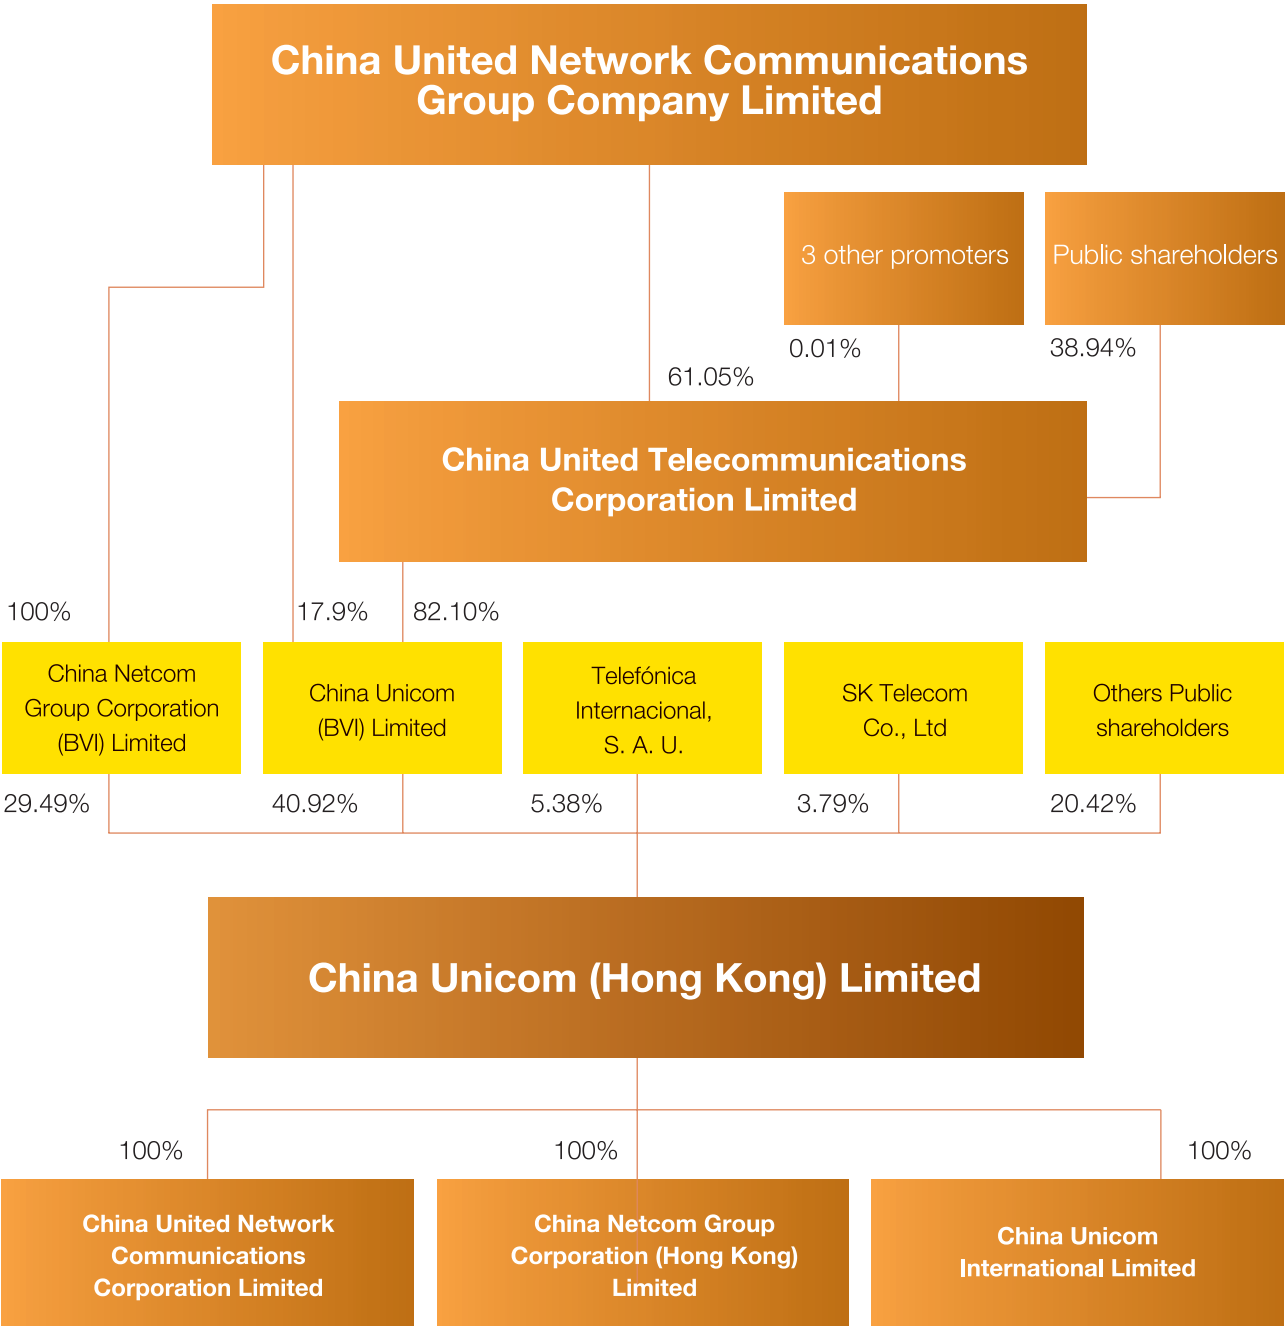 China United Network Communications
Group Company Limited
3 other promoters
Public shareholders
0.01%
38.94%
61.05%
China United Telecommunications
Corporation Limited
100%
17.9%
82.10%
China Netcom
Group Corporation
(BVI) Limited
China Unicom
(BVI) Limited
Telefónica
Internacional,
S. A. U.
SK Telecom
Co., Ltd
Others Public
shareholders
29.49%
40.92%
5.38%
3.79%
20.42%
China Unicom (Hong Kong) Limited
100%
100%
100%
China United Network
Communications
Corporation Limited
China Netcom Group
Corporation (Hong Kong)
Limited
China Unicom
International Limited